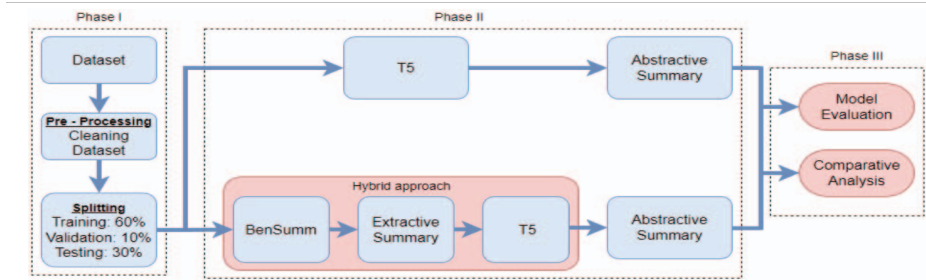 Phase I
Dataset
Pre - Processing
Cleaning
Dataset
Splitting
Training: 60%
Validation: 10%
Testing: 30%
Phase II
T5
Abstractive
Summary
Hybrid approach
BenSumm
Extractive
Summary
T5
Abstractive
Summary
Phase III
Model
Evaluation
Comparative
Analysis